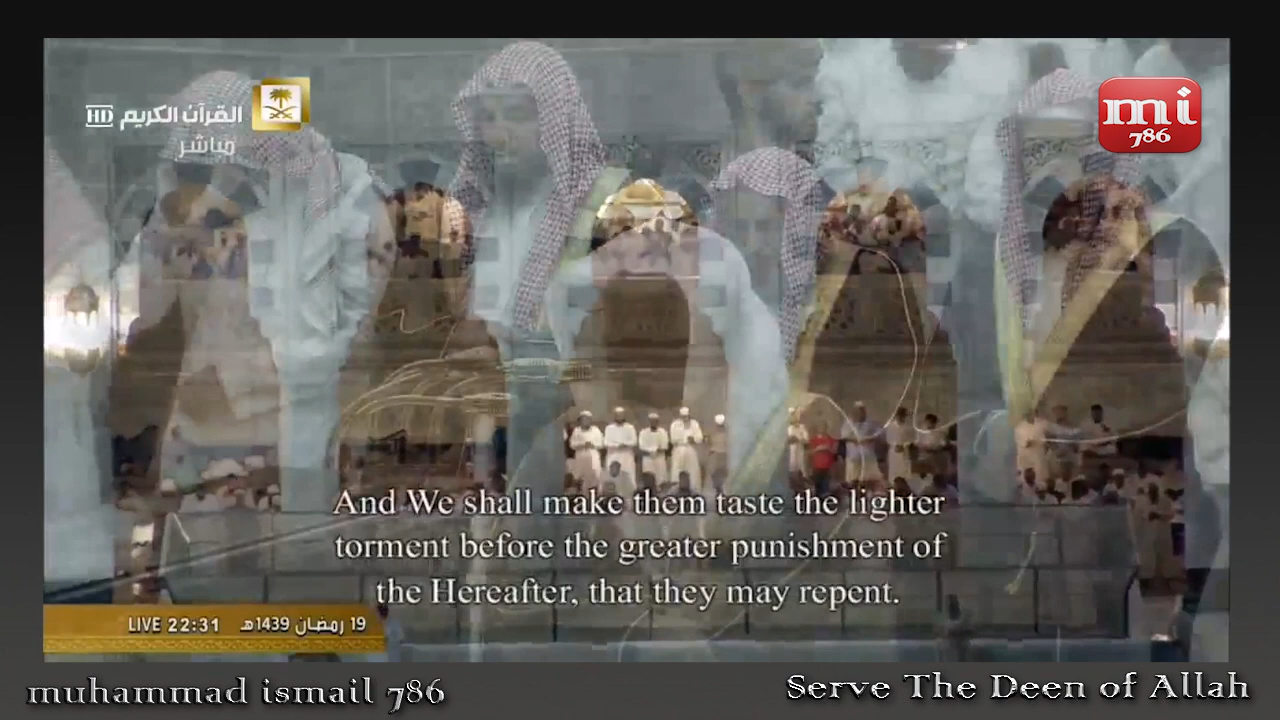 القرآن الكريم HD
مباشر
mi
786
And We shall make them taste the lighter
torment before the greater punishment of
the Hereafter, that they may repent.
LIVE 22:31 19 رمضان 1439هـ
muhammad ismail 786
Serve The Deen of Allah